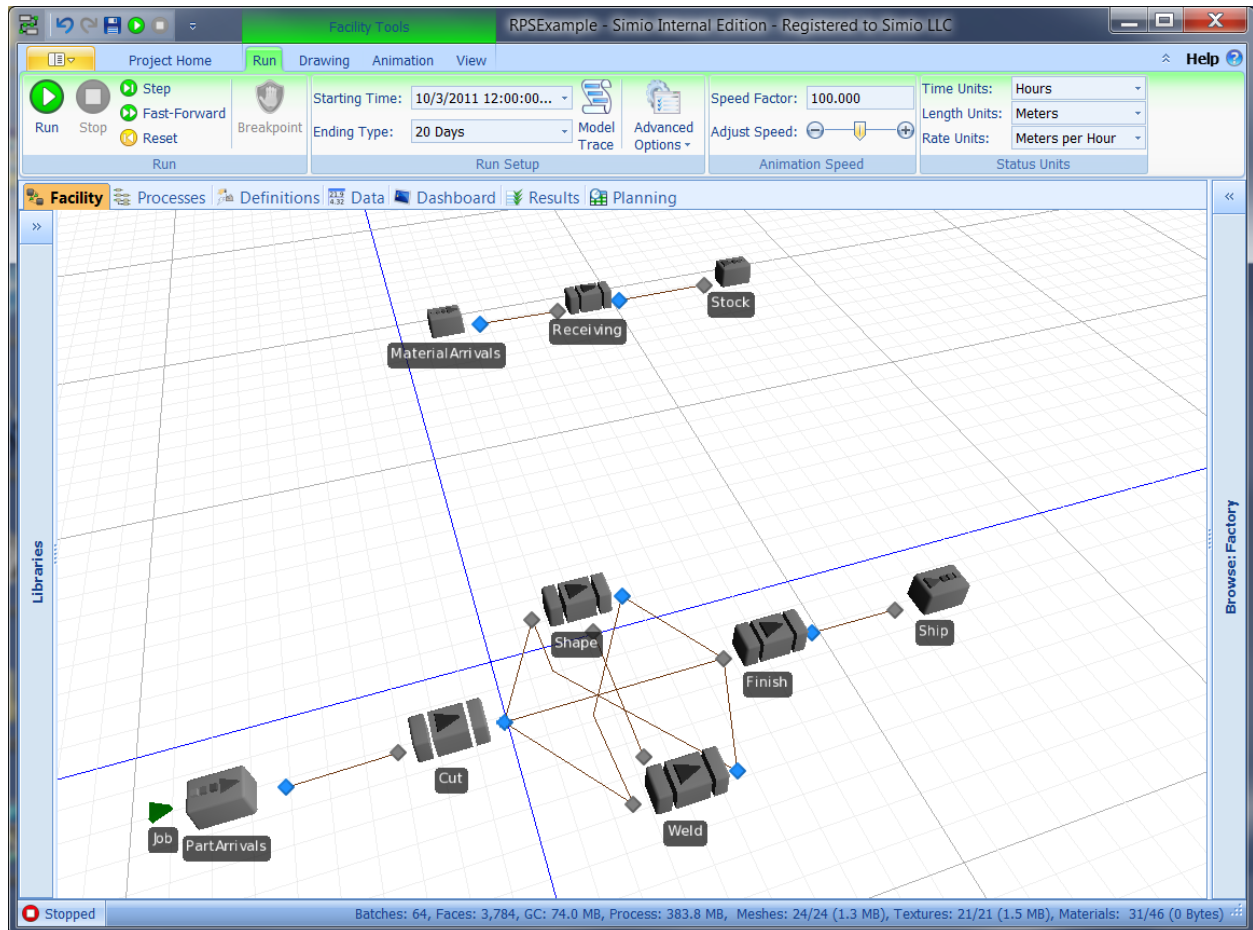 Facility Tools
RPSExample - Simio Internal Edition - Registered to Simio LLC
Project Home Run Drawing Animation View Help
Run
Stop
Step
Fast-Forward
Reset
Breakpoint
Run
Starting Time: 10/3/2011 12:00:00...
Ending Type: 20 Days
Model
Trace
Advanced
Options
Run Setup
Speed Factor: 100.000
Adjust Speed:
Animation Speed
Time Units: Hours
Length Units: Meters
Rate Units: Meters per Hour
Status Units
Facility Processes Definitions Data Dashboard Results Planning
Libraries
Browse: Factory
Stock
Receiving
MaterialArrivals
Shape
Ship
Finish
Cut
Weld
Job
PartArrivals
Stopped
Batches: 64, Faces: 3,784, GC: 74.0 MB, Process: 383.8 MB, Meshes: 24/24 (1.3 MB), Textures: 21/21 (1.5 MB), Materials: 31/46 (0 Bytes)